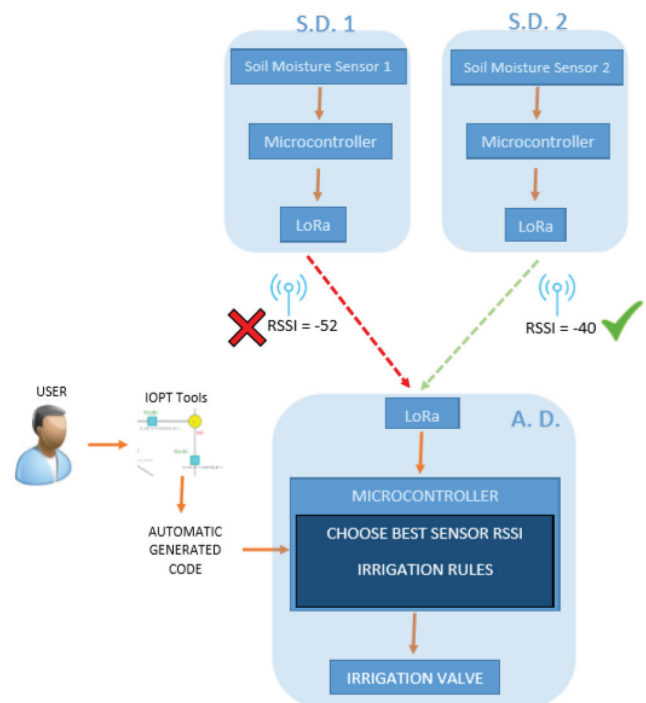 S.D. 1
S.D. 2
Soil Moisture Sensor 1
Soil Moisture Sensor 2
Microcontroller
Microcontroller
LoRa
LoRa
RSSI = -52
RSSI = -40
USER
IOPT Tools
LoRa
A. D.
MICROCONTROLLER
CHOOSE BEST SENSOR RSSI
IRRIGATION RULES
AUTOMATIC
GENERATED
CODE
IRRIGATION VALVE